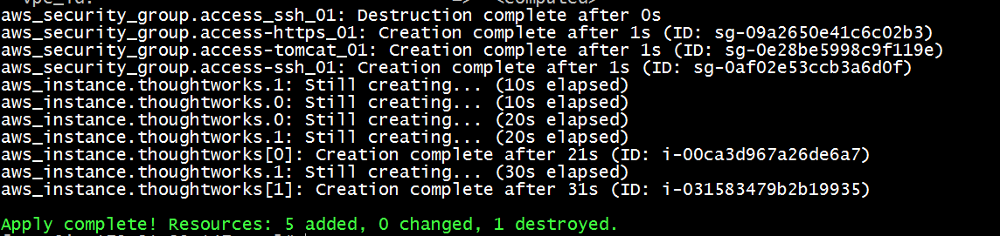 aws_security_group.access_ssh_01: Destruction complete after 0s
aws_security_group.access-https_01: Creation complete after 1s (ID: sg-09a2650e41c6c02b3)
aws_security_group.access-tomcat_01: Creation complete after 1s (ID: sg-0e28be5998c9f119e)
aws_security_group.access-ssh_01: Creation complete after 1s (ID: sg-0af02e53ccb3a6d0f)
aws_instance.thoughtworks.1: Still creating... (10s elapsed)
aws_instance.thoughtworks.0: Still creating... (10s elapsed)
aws_instance.thoughtworks.0: Still creating... (20s elapsed)
aws_instance.thoughtworks.1: Still creating... (20s elapsed)
aws_instance.thoughtworks[0]: Creation complete after 21s (ID: i-00ca3d967a26de6a7)
aws_instance.thoughtworks.1: Still creating... (30s elapsed)
aws_instance.thoughtworks[1]: Creation complete after 31s (ID: i-031583479b2b19935)
Apply complete! Resources: 5 added, 0 changed, 1 destroyed.